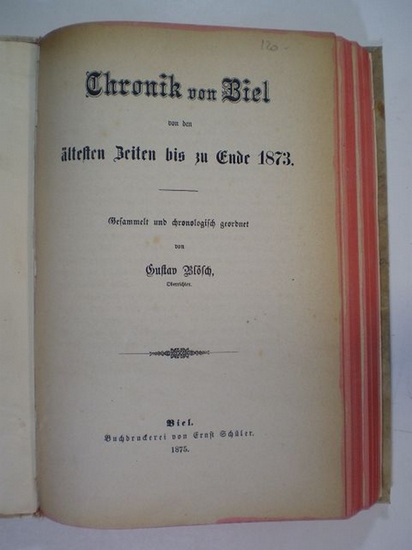 120.-
Chronik von Biel
von den
ältesten Zeiten bis zu Ende 1873.
Gesammelt und chronologisch geordnet
von
Gustav Blösch,
Oberrichter.
Biel.
Buchdruckerei von Ernst Schüler.
1875.